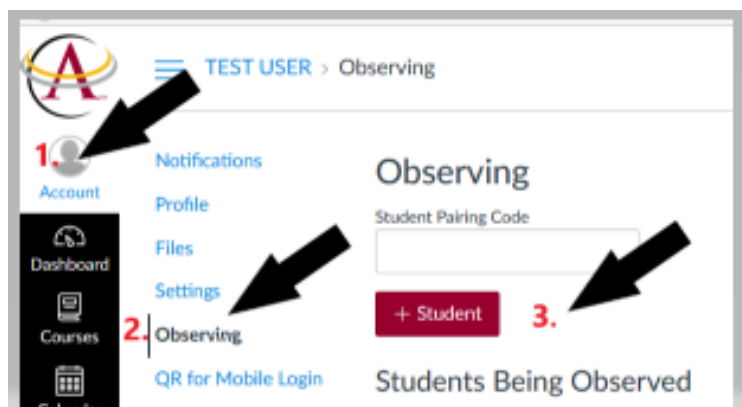 A
TEST USER > Observing
1.
Account
Dashboard
Courses
Notifications
Profile
Files
Settings
2. Observing
QR for Mobile Login
Observing
Student Pairing Code
+ Student
3.
Students Being Observed